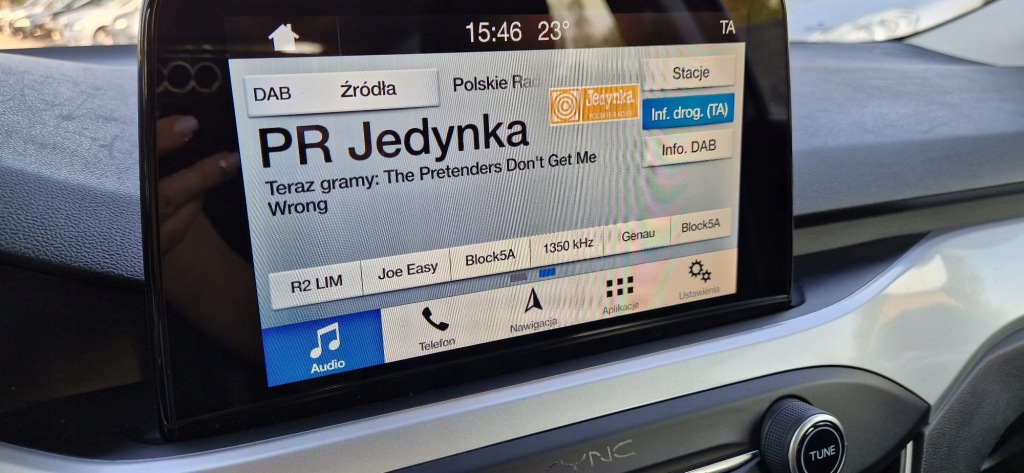 15:46 23° TA
DAB Źródła Polskie Rad
Jedynka
POLSKIE RADIO
Stacje
Inf. drog. (TA)
Info. DAB
PR Jedynka
Teraz gramy: The Pretenders Don't Get Me
Wrong
R2 LIM Joe Easy Block5A 1350 kHz Genau Block5A
Audio Telefon Nawigacja Aplikacje Ustawienia
SYNC
TUNE